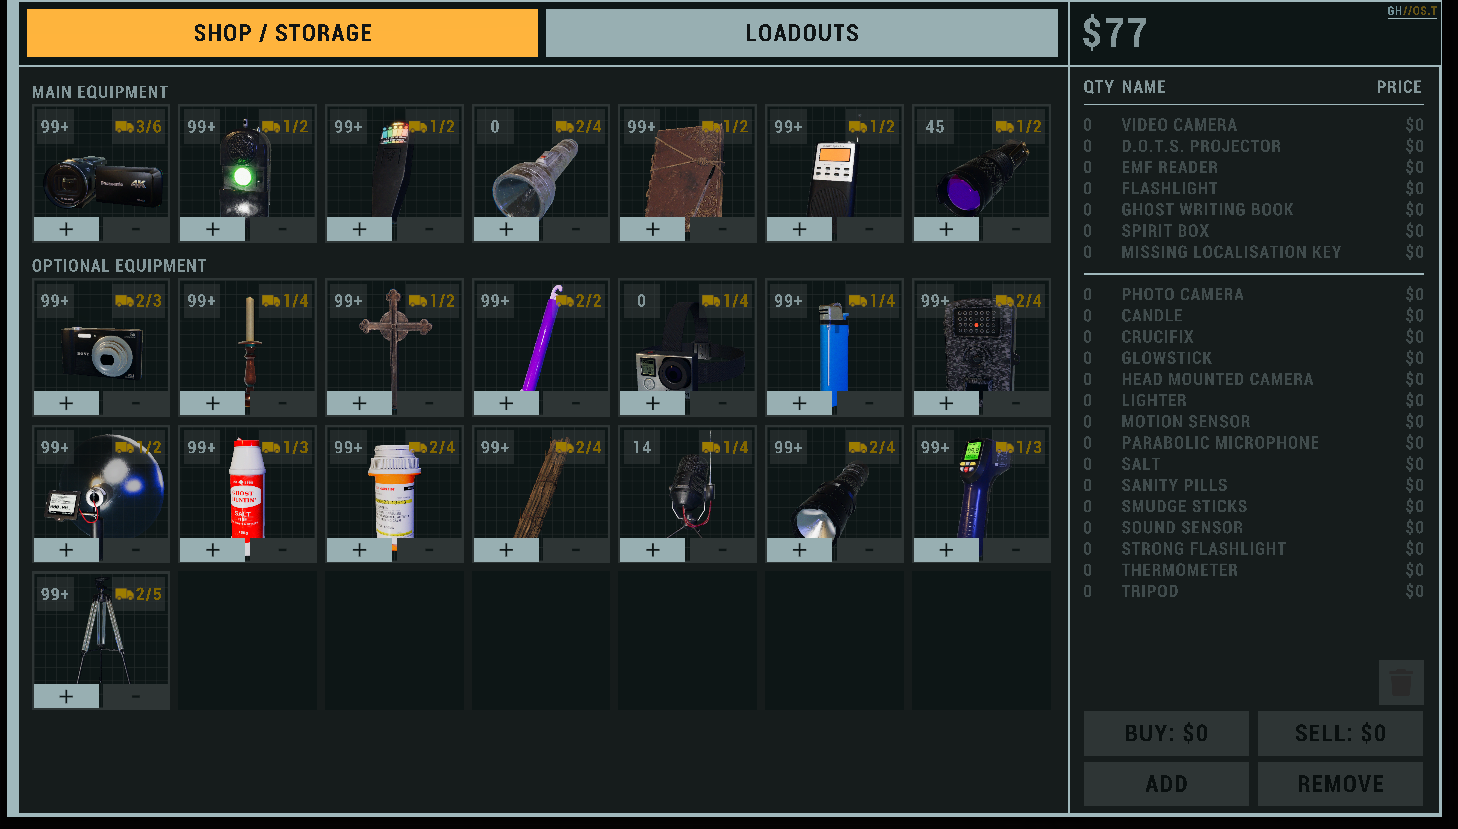 SHOP / STORAGE
LOADOUTS
$77
GH//OS.T
MAIN EQUIPMENT
99+ 3/6
99+ 1/2
99+ 1/2
0 2/4
99+ 1/2
99+ 1/2
45 1/2
Panasonic 4K
+ -
+ -
+ -
+ -
+ -
+ -
+ -
OPTIONAL EQUIPMENT
99+ 2/3
99+ 1/4
99+ 1/2
99+ 2/2
0 1/4
99+ 1/4
99+ 2/4
SONY
+ -
+ -
+ -
+ -
+ -
+ -
+ -
99+ 1/2
99+ 1/3
99+ 2/4
99+ 2/4
14 1/4
99+ 2/4
99+ 1/3
GHOST
HUNTIN'
SALT
+ -
+ -
+ -
+ -
+ -
+ -
+ -
99+ 2/5
+ -
QTY NAME PRICE
0 VIDEO CAMERA $0
0 D.O.T.S. PROJECTOR $0
0 EMF READER $0
0 FLASHLIGHT $0
0 GHOST WRITING BOOK $0
0 SPIRIT BOX $0
0 MISSING LOCALISATION KEY $0
0 PHOTO CAMERA $0
0 CANDLE $0
0 CRUCIFIX $0
0 GLOWSTICK $0
0 HEAD MOUNTED CAMERA $0
0 LIGHTER $0
0 MOTION SENSOR $0
0 PARABOLIC MICROPHONE $0
0 SALT $0
0 SANITY PILLS $0
0 SMUDGE STICKS $0
0 SOUND SENSOR $0
0 STRONG FLASHLIGHT $0
0 THERMOMETER $0
0 TRIPOD $0
BUY: $0
SELL: $0
ADD
REMOVE